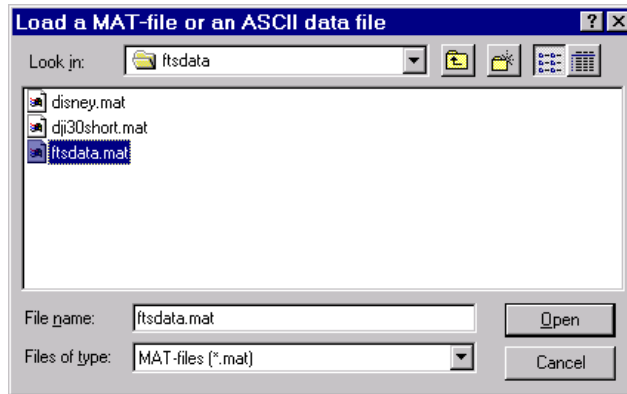 Load a MAT-file or an ASCII data file
Look in: ftsdata
disney.mat
dji30short.mat
ftsdata.mat
File name: ftsdata.mat Open
Files of type: MAT-files (*.mat) Cancel